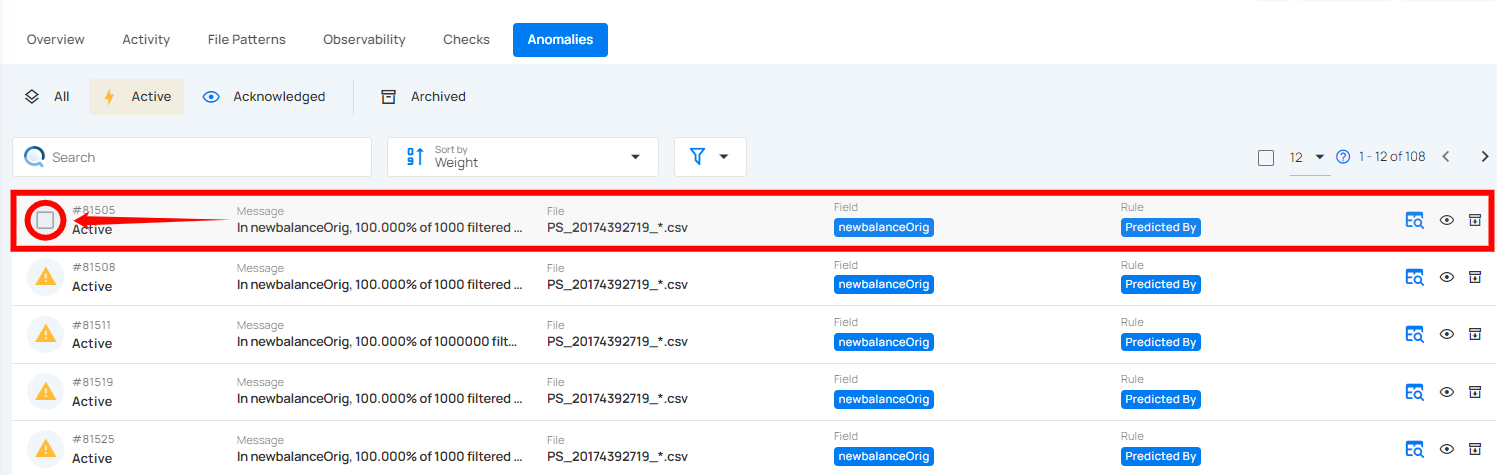 Overview Activity File Patterns Observability Checks Anomalies
All Active Acknowledged Archived
Search Sort by Weight 12 1 - 12 of 108
#81505 Message File Field Rule
Active In newbalanceOrig, 100.000% of 1000 filtered ... PS_20174392719_*.csv newbalanceOrig Predicted By
#81508 Message File Field Rule
Active In newbalanceOrig, 100.000% of 1000 filtered ... PS_20174392719_*.csv newbalanceOrig Predicted By
#81511 Message File Field Rule
Active In newbalanceOrig, 100.000% of 1000000 filt... PS_20174392719_*.csv newbalanceOrig Predicted By
#81519 Message File Field Rule
Active In newbalanceOrig, 100.000% of 1000 filtered ... PS_20174392719_*.csv newbalanceOrig Predicted By
#81525 Message File Field Rule
Active In newbalanceOrig, 100.000% of 1000 filtered ... PS_20174392719_*.csv newbalanceOrig Predicted By